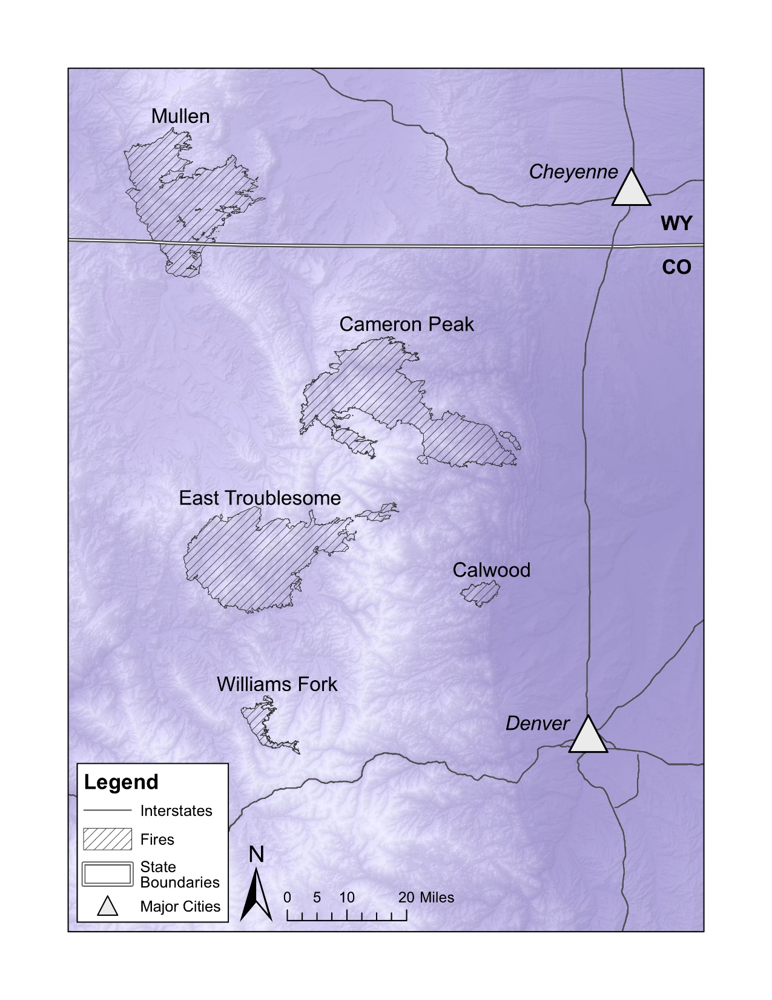 Mullen
Cheyenne
WY
CO
Cameron Peak
East Troublesome
Calwood
Williams Fork
Denver
Legend
Interstates
Fires
State
Boundaries
Major Cities
N
0 5 10 20 Miles